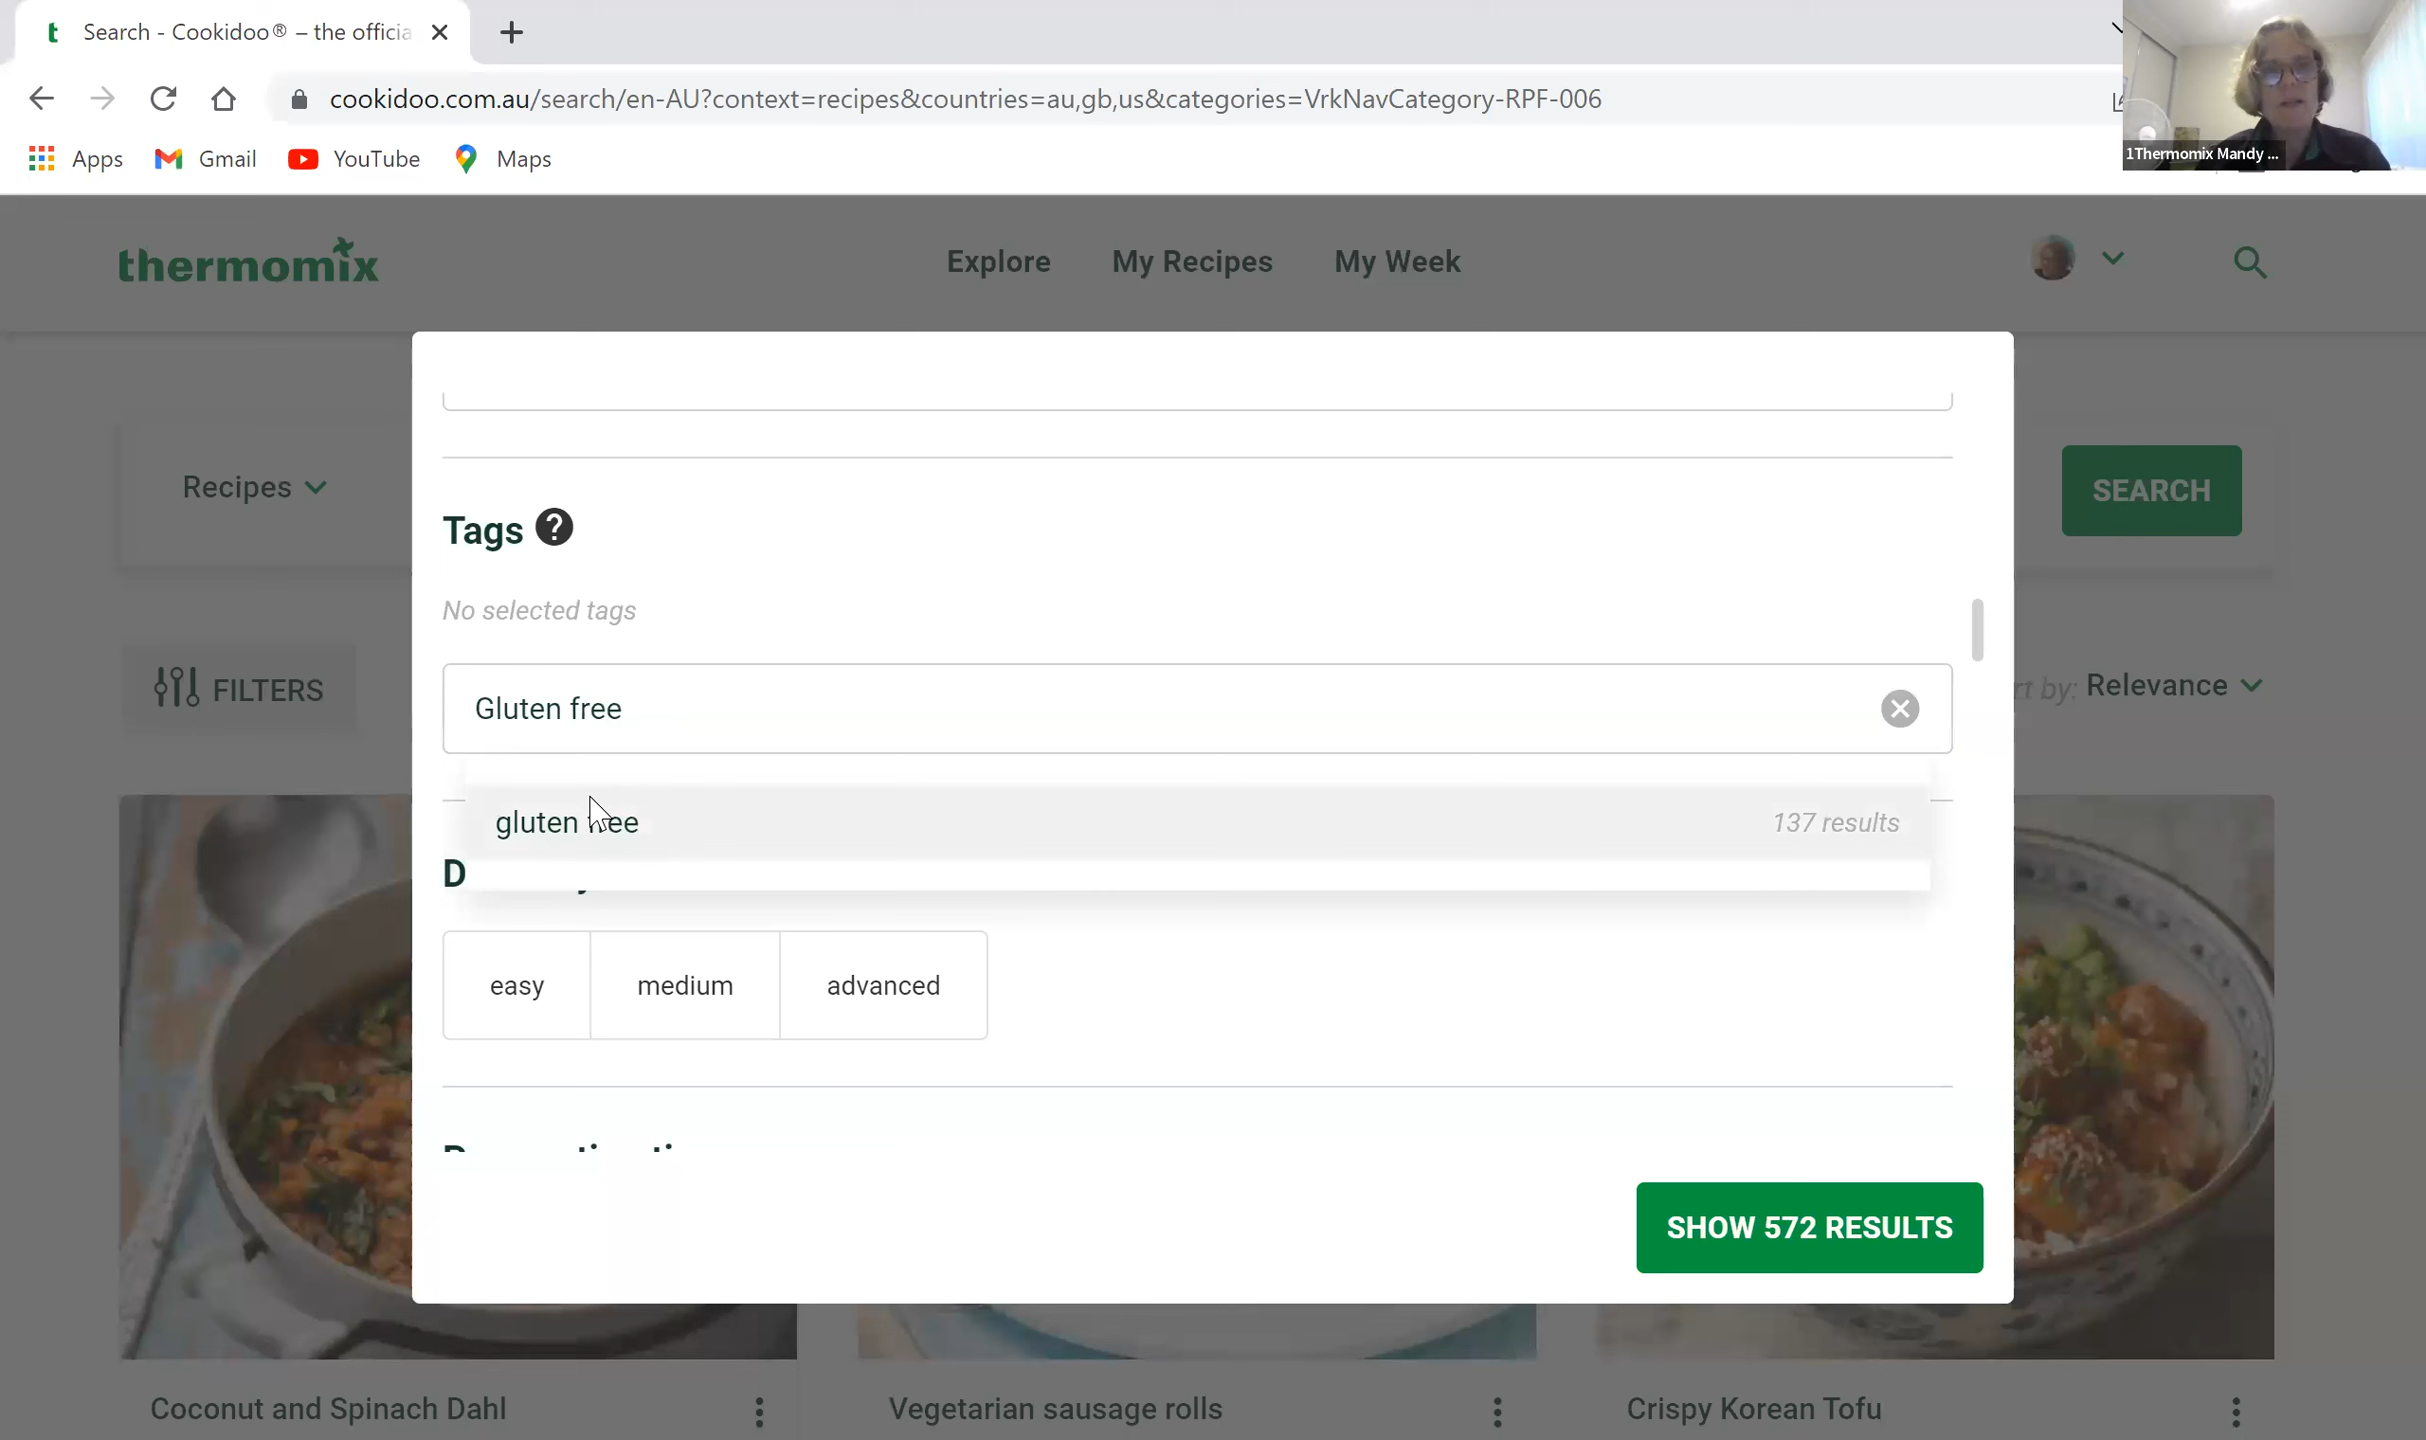 Search - Cookidoo® – the officia
cookidoo.com.au/search/en-AU?context=recipes&countries=au,gb,us&categories=VrkNavCategory-RPF-006
Apps Gmail YouTube Maps
1Thermomix Mandy ...
thermomix
Explore My Recipes My Week
Recipes
SEARCH
Tags ?
No selected tags
FILTERS
rt by: Relevance
Gluten free
gluten free 137 results
D
easy medium advanced
SHOW 572 RESULTS
Coconut and Spinach Dahl
Vegetarian sausage rolls
Crispy Korean Tofu